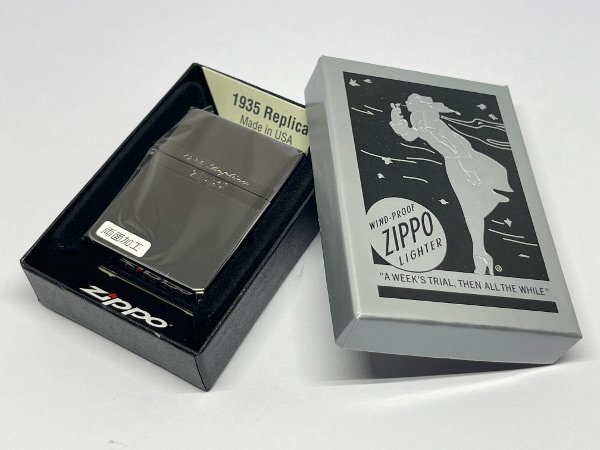 1935 Replica
Made in USA
両面加工
zippo
WIND-PROOF
ZIPPO
LIGHTER
®
"A WEEK'S TRIAL, THEN ALL THE WHILE"